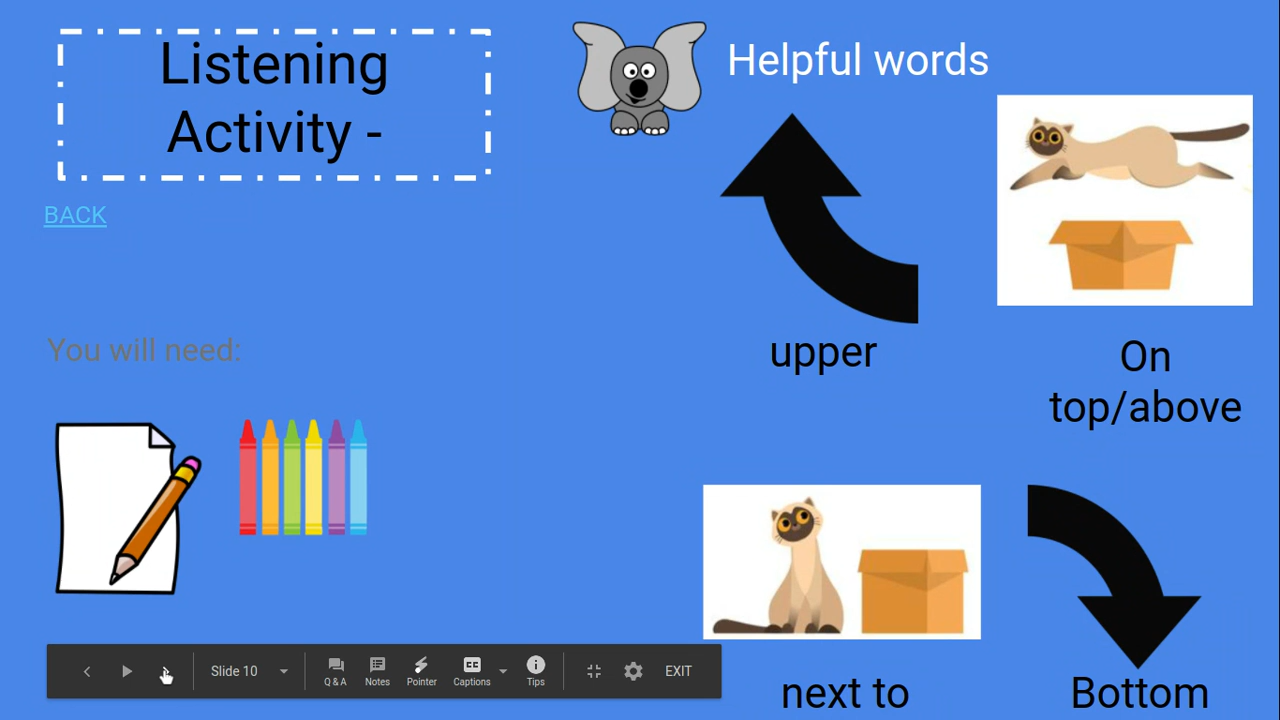 Listening
Activity -
BACK
You will need:
Helpful words
upper
On
top/above
next to
Bottom
Slide 10
Q & A
Notes
Pointer
Captions
Tips
EXIT